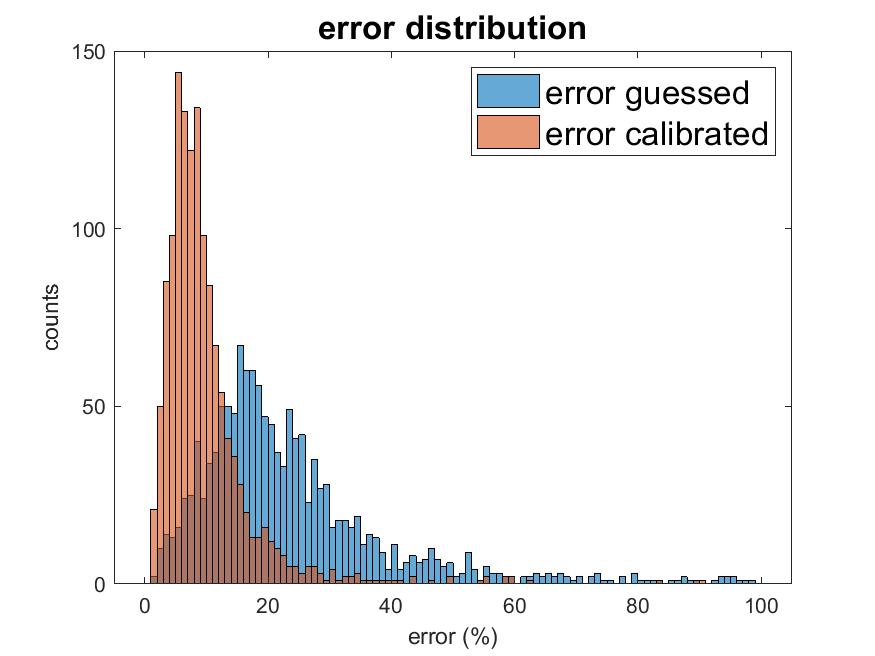 error distribution
error guessed
error calibrated
150
100
50
0
counts
0 20 40 60 80 100
error (%)